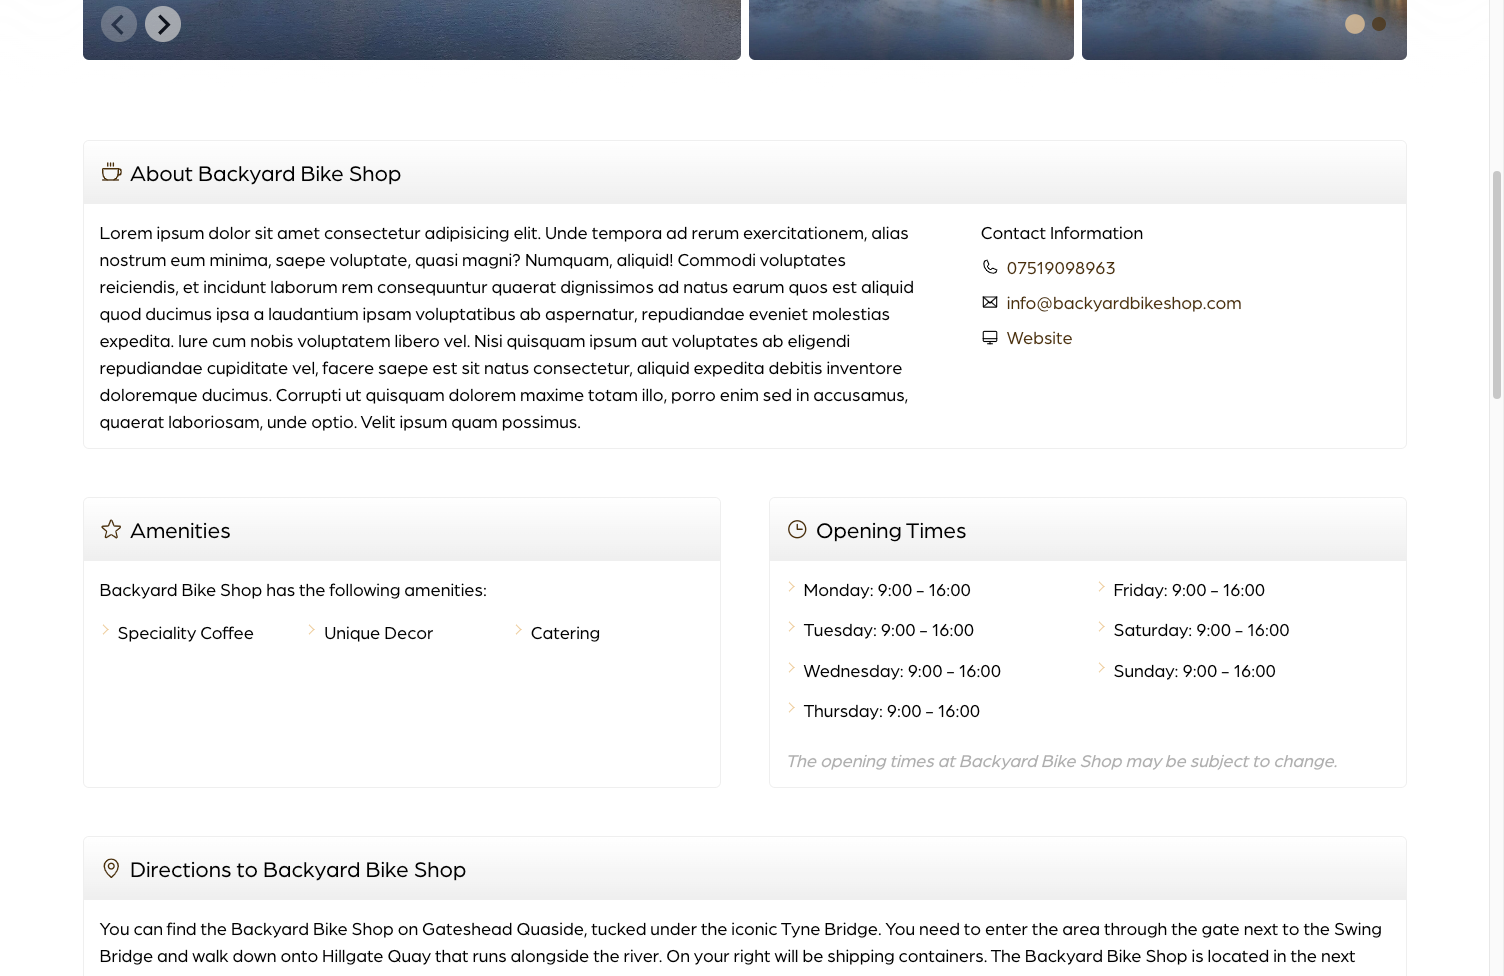 About Backyard Bike Shop
Lorem ipsum dolor sit amet consectetur adipisicing elit. Unde tempora ad rerum exercitationem, alias
nostrum eum minima, saepe voluptate, quasi magni? Numquam, aliquid! Commodi voluptates
reiciendis, et incidunt laborum rem consequuntur quaerat dignissimos ad natus earum quos est aliquid
quod ducimus ipsa a laudantium ipsam voluptatibus ab aspernatur, repudiandae eveniet molestias
expedita. Iure cum nobis voluptatem libero vel. Nisi quisquam ipsum aut voluptates ab eligendi
repudiandae cupiditate vel, facere saepe est sit natus consectetur, aliquid expedita debitis inventore
doloremque ducimus. Corrupti ut quisquam dolorem maxime totam illo, porro enim sed in accusamus,
quaerat laboriosam, unde optio. Velit ipsum quam possimus.
Contact Information
07519098963
info@backyardbikeshop.com
Website
Amenities
Backyard Bike Shop has the following amenities:
Speciality Coffee
Unique Decor
Catering
Opening Times
Monday: 9:00 - 16:00
Tuesday: 9:00 - 16:00
Wednesday: 9:00 - 16:00
Thursday: 9:00 - 16:00
Friday: 9:00 - 16:00
Saturday: 9:00 - 16:00
Sunday: 9:00 - 16:00
The opening times at Backyard Bike Shop may be subject to change.
Directions to Backyard Bike Shop
You can find the Backyard Bike Shop on Gateshead Quaside, tucked under the iconic Tyne Bridge. You need to enter the area through the gate next to the Swing
Bridge and walk down onto Hillgate Quay that runs alongside the river. On your right will be shipping containers. The Backyard Bike Shop is located in the next